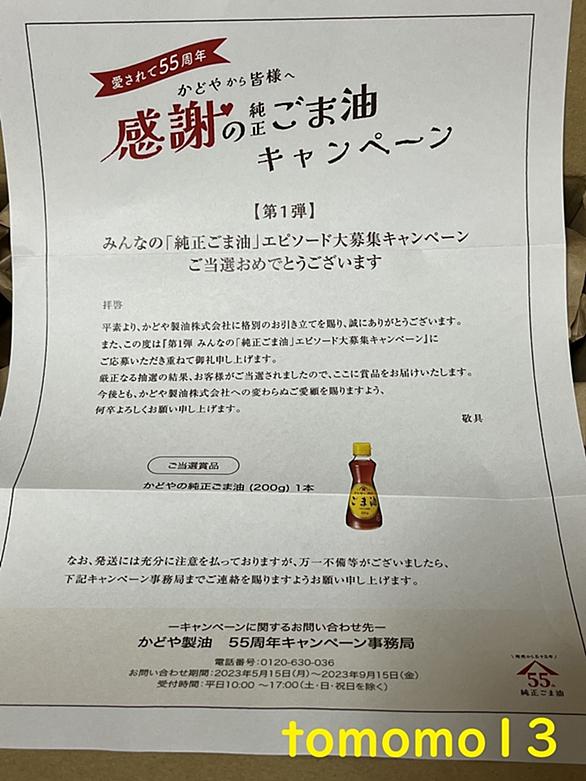 愛されて55周年
かどやから皆様へ
感謝の純正ごま油
キャンペーン
【第1弾】
みんなの「純正ごま油」エピソード大募集キャンペーン
ご当選おめでとうございます
拝啓
平素より、かどや製油株式会社に格別のお引き立てを賜り、誠にありがとうございます。
また、この度は『第1弾 みんなの「純正ごま油」エピソード大募集キャンペーン』に
ご応募いただき重ねて御礼申し上げます。
厳正なる抽選の結果、お客様がご当選されましたので、ここに賞品をお届けいたします。
今後とも、かどや製油株式会社への変わらぬご愛顧を賜りますよう、
何卒よろしくお願い申し上げます。
敬具
ご当選賞品
かどやの純正ごま油 (200g) 1本
ごま油
なお、発送には充分に注意を払っておりますが、万一不備等がございましたら、
下記キャンペーン事務局までご連絡を賜りますようお願い申し上げます。
ーキャンペーンに関するお問い合わせ先ー
かどや製油 55周年キャンペーン事務局
電話番号:0120-630-036
お問い合わせ期間:2023年5月15日(月)～2023年9月15日(金)
受付時間:平日10:00 ～17:00(土・日・祝日を除く)
55th
純正ごま油
tomomo13